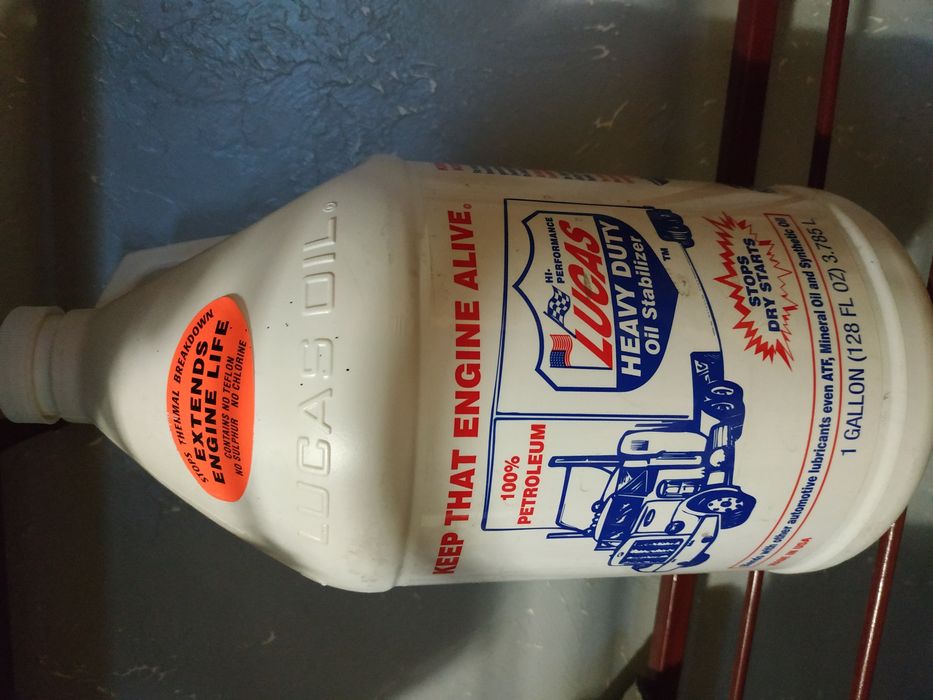 STOPS THERMAL BREAKDOWN
EXTENDS
ENGINE LIFE
CONTAINS NO TEFLON
NO SULPHUR NO CHLORINE
LUCAS OIL®
KEEP THAT ENGINE ALIVE®
HI-
PERFORMANCE
LUCAS
HEAVY DUTY
Oil Stabilizer
TM
100%
PETROLEUM
STOPS
DRY STARTS
with other automotive lubricants even ATF, Mineral Oil and Synthetic Oil
1 GALLON (128 FL OZ) 3.785 L
IN USA